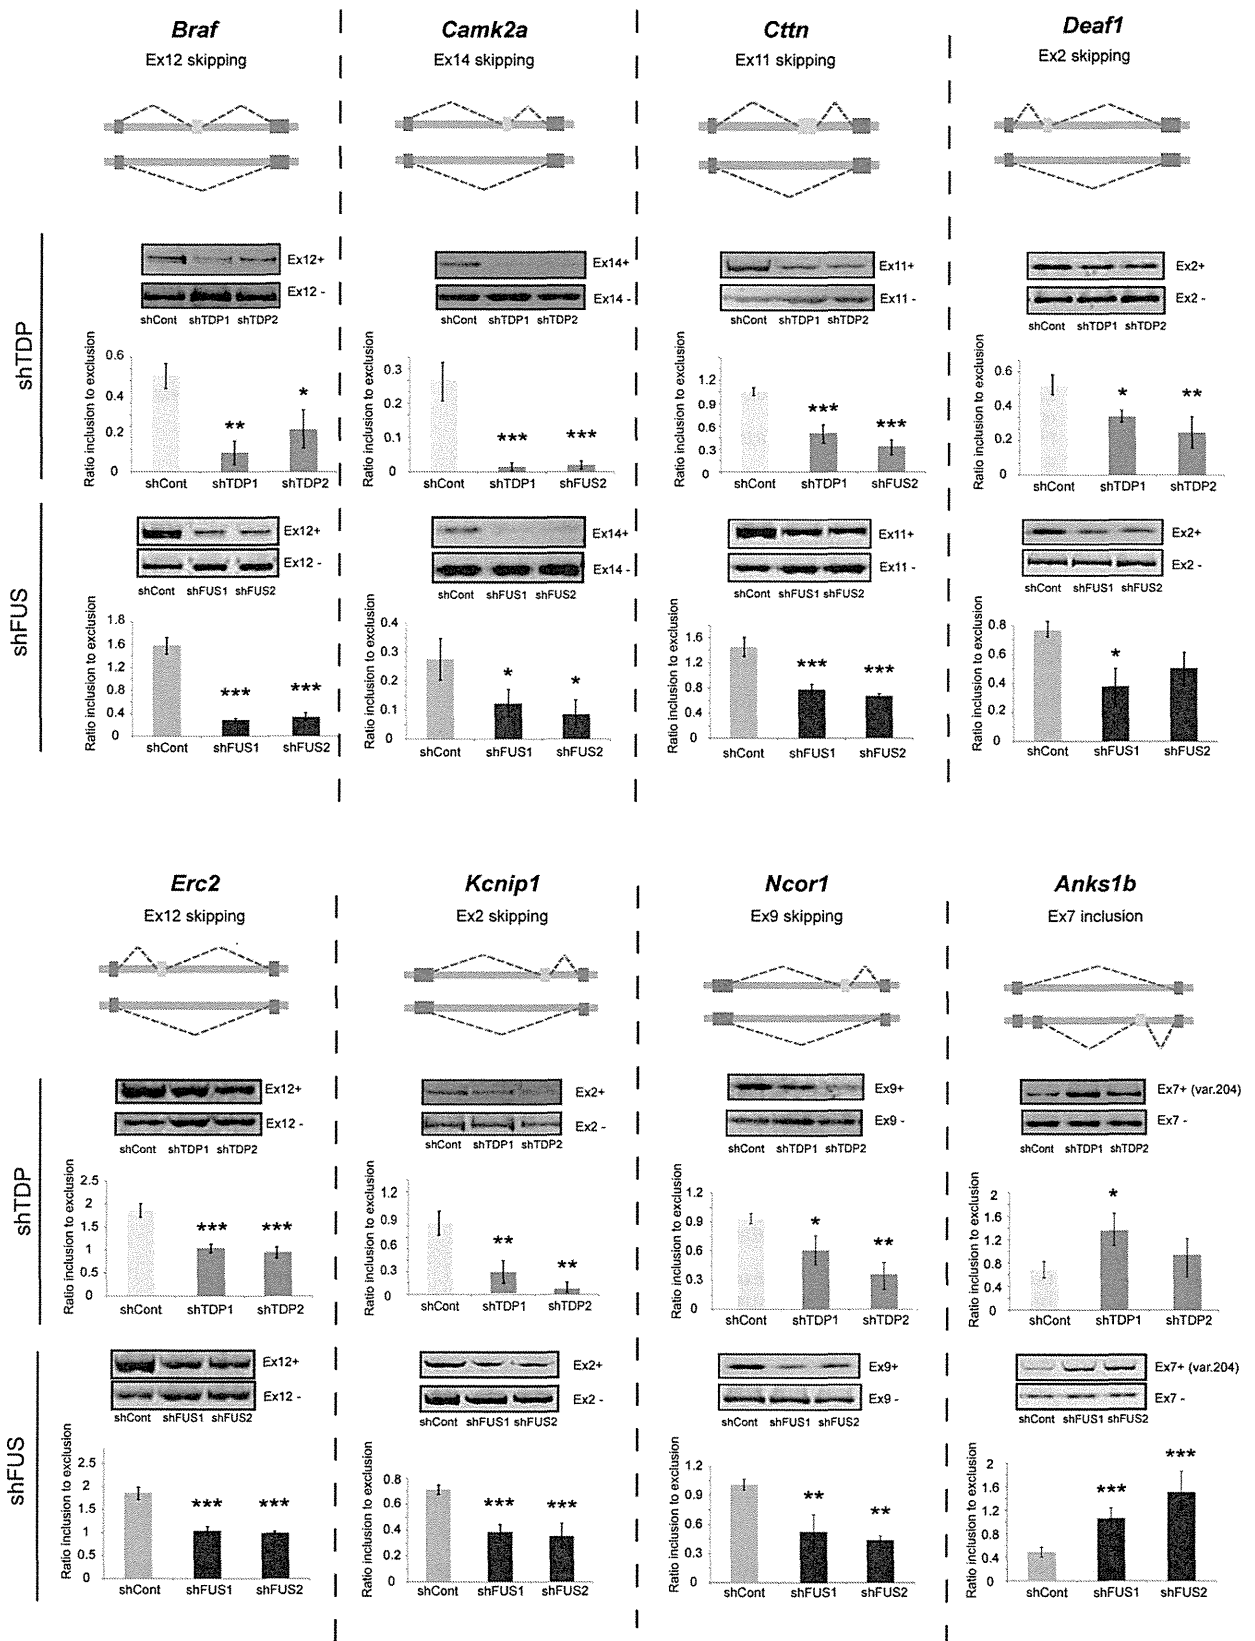 Braf
Ex12 skipping
Camk2a
Ex14 skipping
Cttn
Ex11 skipping
Deaf1
Ex2 skipping
shTDP
Ex12+
Ex12 -
shCont shTDP1 shTDP2
Ratio inclusion to exclusion
0.6
0.4
0.2
0
** *
shCont shTDP1 shTDP2
Ex14+
Ex14 -
shCont shTDP1 shTDP2
Ratio inclusion to exclusion
0.3
0.2
0.1
0
*** ***
shCont shTDP1 shFUS2
Ex11+
Ex11 -
shCont shTDP1 shTDP2
Ratio inclusion to exclusion
1.2
0.9
0.6
0.3
0
*** ***
shCont shTDP1 shFUS2
Ex2+
Ex2 -
shCont shTDP1 shTDP2
Ratio inclusion to exclusion
0.6
0.4
0.2
0
* **
shCont shTDP1 shTDP2
shFUS
Ex12+
Ex12 -
shCont shFUS1 shFUS2
Ratio inclusion to exclusion
1.8
1.6
1.2
0.8
0.4
0
*** ***
shCont shFUS1 shFUS2
Ex14+
Ex14 -
shCont shFUS1 shFUS2
Ratio inclusion to exclusion
0.4
0.3
0.2
0.1
0
* *
shCont shFUS1 shFUS2
Ex11+
Ex11 -
shCont shFUS1 shFUS2
Ratio inclusion to exclusion
1.6
1.2
0.8
0.4
0
*** ***
shCont shFUS1 shFUS2
Ex2+
Ex2 -
shCont shFUS1 shFUS2
Ratio inclusion to exclusion
0.8
0.6
0.4
0.2
0
*
shCont shFUS1 shFUS2
Erc2
Ex12 skipping
Kcnip1
Ex2 skipping
Ncor1
Ex9 skipping
Anks1b
Ex7 inclusion
shTDP
Ex12+
Ex12 -
shCont shTDP1 shTDP2
Ratio inclusion to exclusion
2.5
2
1.5
1
0.5
0
*** ***
shCont shTDP1 shTDP2
Ex2+
Ex2 -
shCont shTDP1 shTDP2
Ratio inclusion to exclusion
1.2
0.9
0.6
0.3
0
** **
shCont shTDP1 shTDP2
Ex9+
Ex9 -
shCont shTDP1 shTDP2
Ratio inclusion to exclusion
1.2
0.9
0.6
0.3
* **
shCont shTDP1 shTDP2
Ex7+ (var.204)
Ex7 -
shCont shTDP1 shTDP2
Ratio inclusion to exclusion
2
1.6
1.2
0.8
0.4
0
*
shCont shTDP1 shTDP2
shFUS
Ex12+
Ex12 -
shCont shFUS1 shFUS2
Ratio inclusion to exclusion
2.5
2
1.5
1
0.5
0
*** ***
shCont shFUS1 shFUS2
Ex2+
Ex2 -
shCont shFUS1 shFUS2
Ratio inclusion to exclusion
0.8
0.6
0.4
0.2
0
*** ***
shCont shFUS1 shFUS2
Ex9+
Ex9 -
shCont shFUS1 shFUS2
Ratio inclusion to exclusion
1.2
0.9
0.6
0.3
0
** **
shCont shFUS1 shFUS2
Ex7+ (var.204)
Ex7 -
shCont shFUS1 shFUS2
Ratio inclusion to exclusion
2
1.6
1.2
0.8
0.4
*** ***
shCont shFUS1 shFUS2